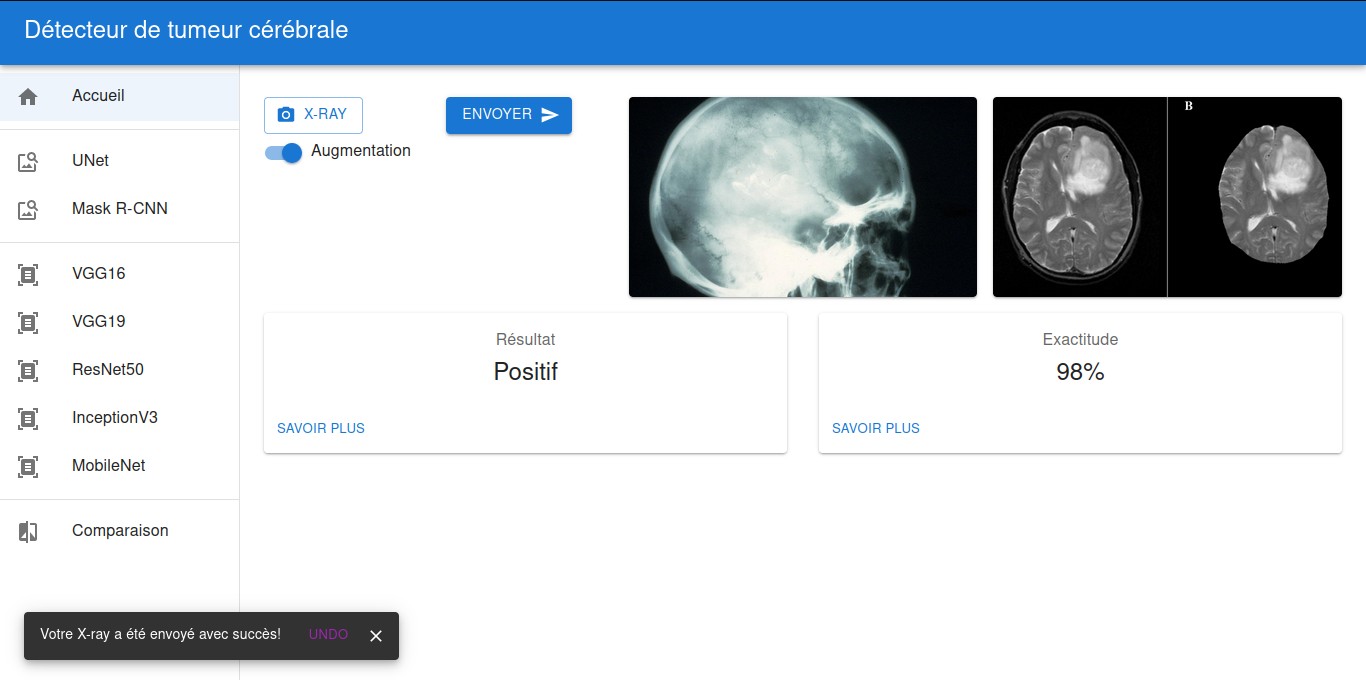 Détecteur de tumeur cérébrale
Accueil
UNet
Mask R-CNN
VGG16
VGG19
ResNet50
InceptionV3
MobileNet
Comparaison
X-RAY
ENVOYER
Augmentation
B
Résultat
Positif
SAVOIR PLUS
Exactitude
98%
SAVOIR PLUS
Votre X-ray a été envoyé avec succès! UNDO